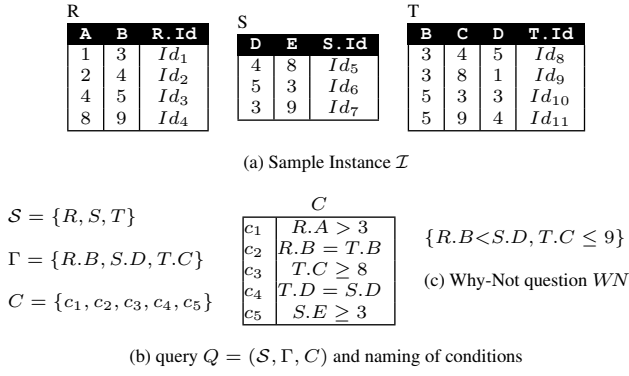 R
A B R.Id
1 3 Id₁
2 4 Id₂
4 5 Id₃
8 9 Id₄
S
D E S.Id
4 8 Id₅
5 3 Id₆
3 9 Id₇
T
B C D T.Id
3 4 5 Id₈
3 8 1 Id₉
5 3 3 Id₁₀
5 9 4 Id₁₁
(a) Sample Instance 𝓘
𝒮 = {R, S, T}
Γ = {R.B, S.D, T.C}
C = {c₁, c₂, c₃, c₄, c₅}
C
c₁ R.A > 3
c₂ R.B = T.B
c₃ T.C ≥ 8
c₄ T.D = S.D
c₅ S.E ≥ 3
{R.B<S.D, T.C ≤ 9}
(c) Why-Not question WN
(b) query Q = (𝒮, Γ, C) and naming of conditions